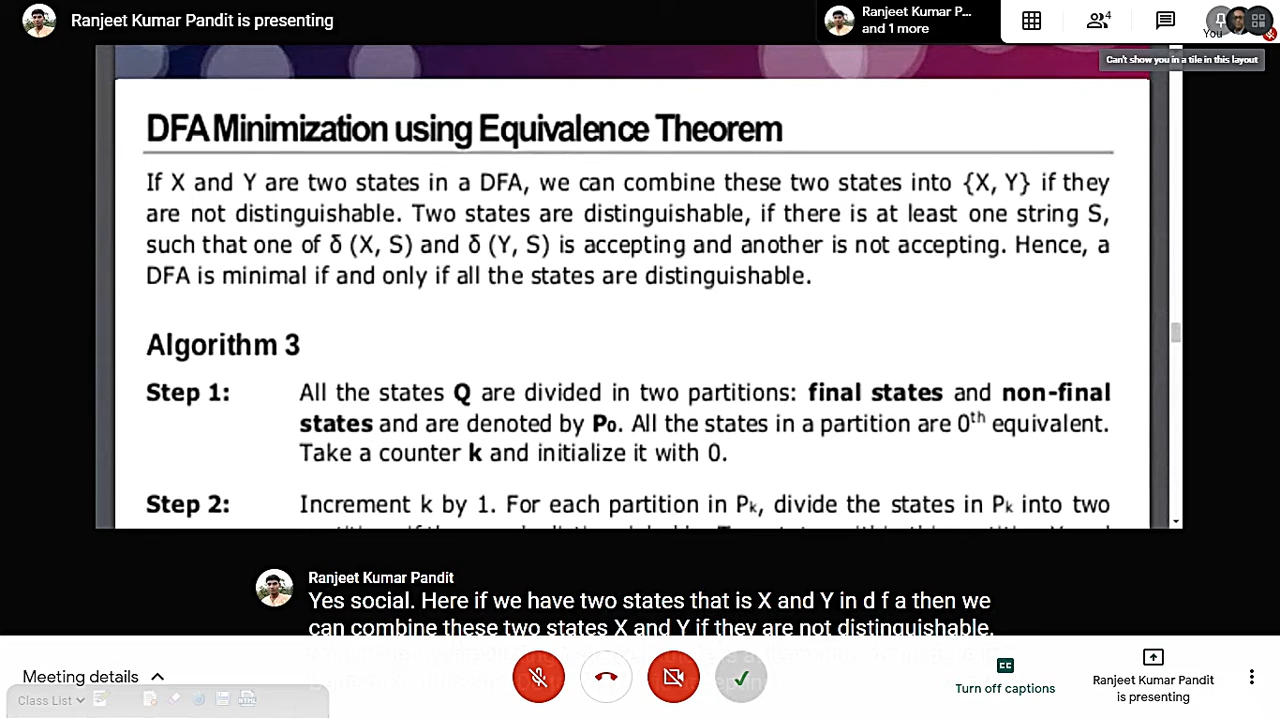 Ranjeet Kumar Pandit is presenting
Ranjeet Kumar P...
and 1 more
4
You
Can't show you in a tile in this layout
DFA Minimization using Equivalence Theorem
If X and Y are two states in a DFA, we can combine these two states into {X, Y} if they
are not distinguishable. Two states are distinguishable, if there is at least one string S,
such that one of δ (X, S) and δ (Y, S) is accepting and another is not accepting. Hence, a
DFA is minimal if and only if all the states are distinguishable.
Algorithm 3
Step 1: All the states Q are divided in two partitions: final states and non-final
states and are denoted by P₀. All the states in a partition are 0th equivalent.
Take a counter k and initialize it with 0.
Step 2: Increment k by 1. For each partition in Pₖ, divide the states in Pₖ into two
Ranjeet Kumar Pandit
Yes social. Here if we have two states that is X and Y in d f a then we
can combine these two states X and Y if they are not distinguishable.
Meeting details
Class List
HTML
CC
Turn off captions
Ranjeet Kumar Pandit
is presenting